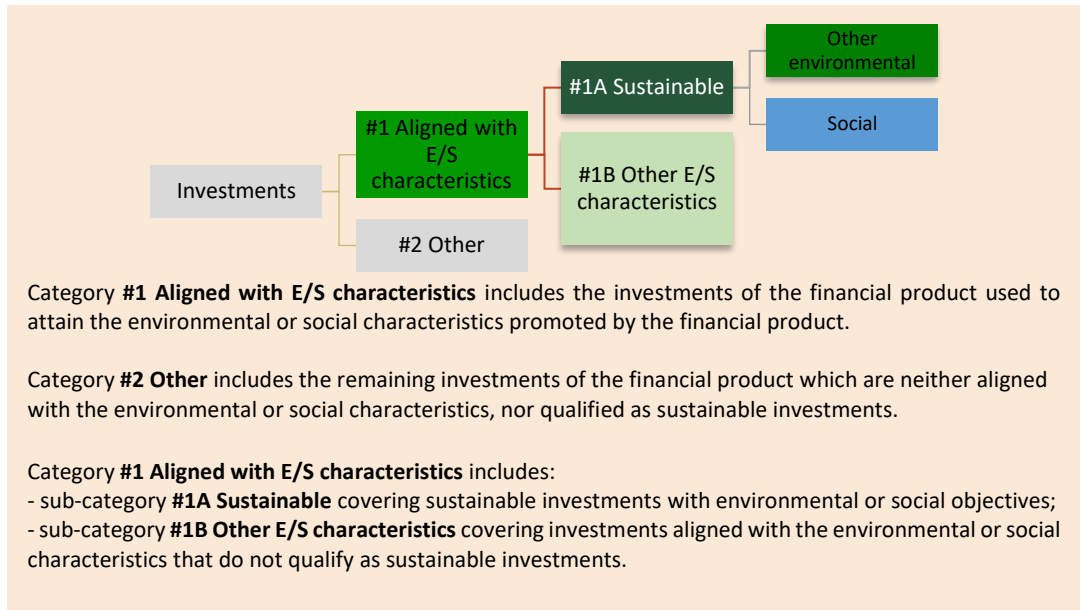 Other
environmental
#1A Sustainable
#1 Aligned with
E/S
characteristics
Social
#1B Other E/S
characteristics
Investments
#2 Other
Category #1 Aligned with E/S characteristics includes the investments of the financial product used to
attain the environmental or social characteristics promoted by the financial product.
Category #2 Other includes the remaining investments of the financial product which are neither aligned
with the environmental or social characteristics, nor qualified as sustainable investments.
Category #1 Aligned with E/S characteristics includes:
- sub-category #1A Sustainable covering sustainable investments with environmental or social objectives;
- sub-category #1B Other E/S characteristics covering investments aligned with the environmental or social
characteristics that do not qualify as sustainable investments.